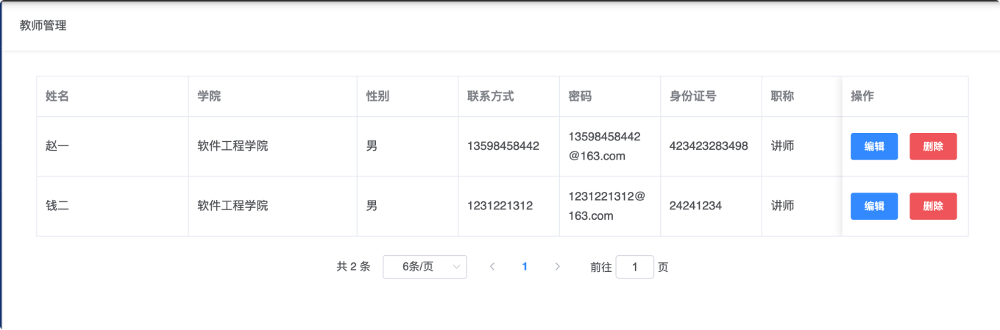 教师管理
姓名 学院 性别 联系方式 密码 身份证号 职称 操作
赵一 软件工程学院 男 13598458442 13598458442
@163.com 423423283498 讲师 编辑 删除
钱二 软件工程学院 男 1231221312 1231221312@
163.com 24241234 讲师 编辑 删除
共 2 条 6条/页 1 前往 1 页